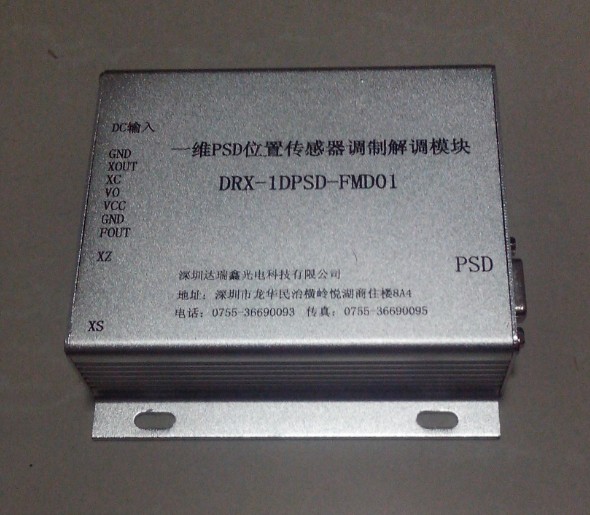 DC输入
一维PSD位置传感器调制解调模块
GND
XOUT
XC
VO
VCC
GND
FOUT
DRX-1DPSD-FMD01
XZ
PSD
深圳达瑞鑫光电科技有限公司
地址：深圳市龙华民治横岭悦湖商住楼8A4
电话：0755-36690093 传真：0755-36690095
XS